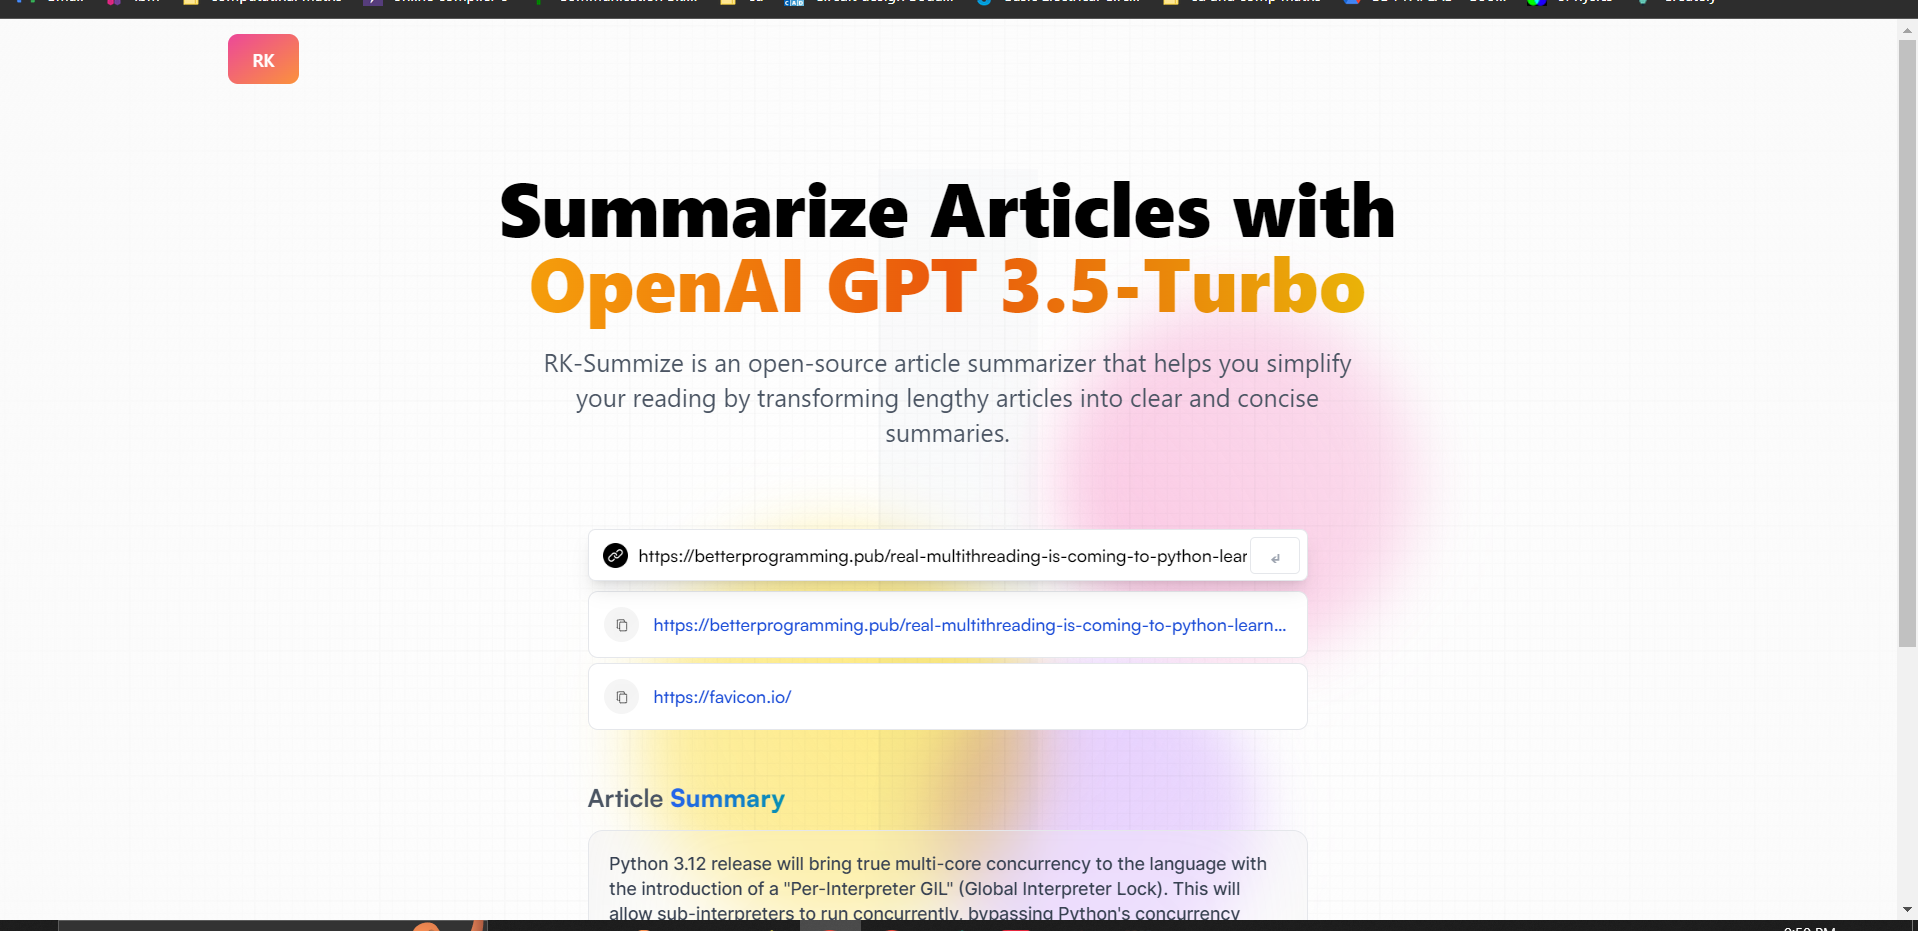 RK
Summarize Articles with
OpenAI GPT 3.5-Turbo
RK-Summize is an open-source article summarizer that helps you simplify
your reading by transforming lengthy articles into clear and concise
summaries.
https://betterprogramming.pub/real-multithreading-is-coming-to-python-lear
https://betterprogramming.pub/real-multithreading-is-coming-to-python-learn...
https://favicon.io/
Article Summary
Python 3.12 release will bring true multi-core concurrency to the language with
the introduction of a "Per-Interpreter GIL" (Global Interpreter Lock). This will
allow sub-interpreters to run concurrently, bypassing Python's concurrency